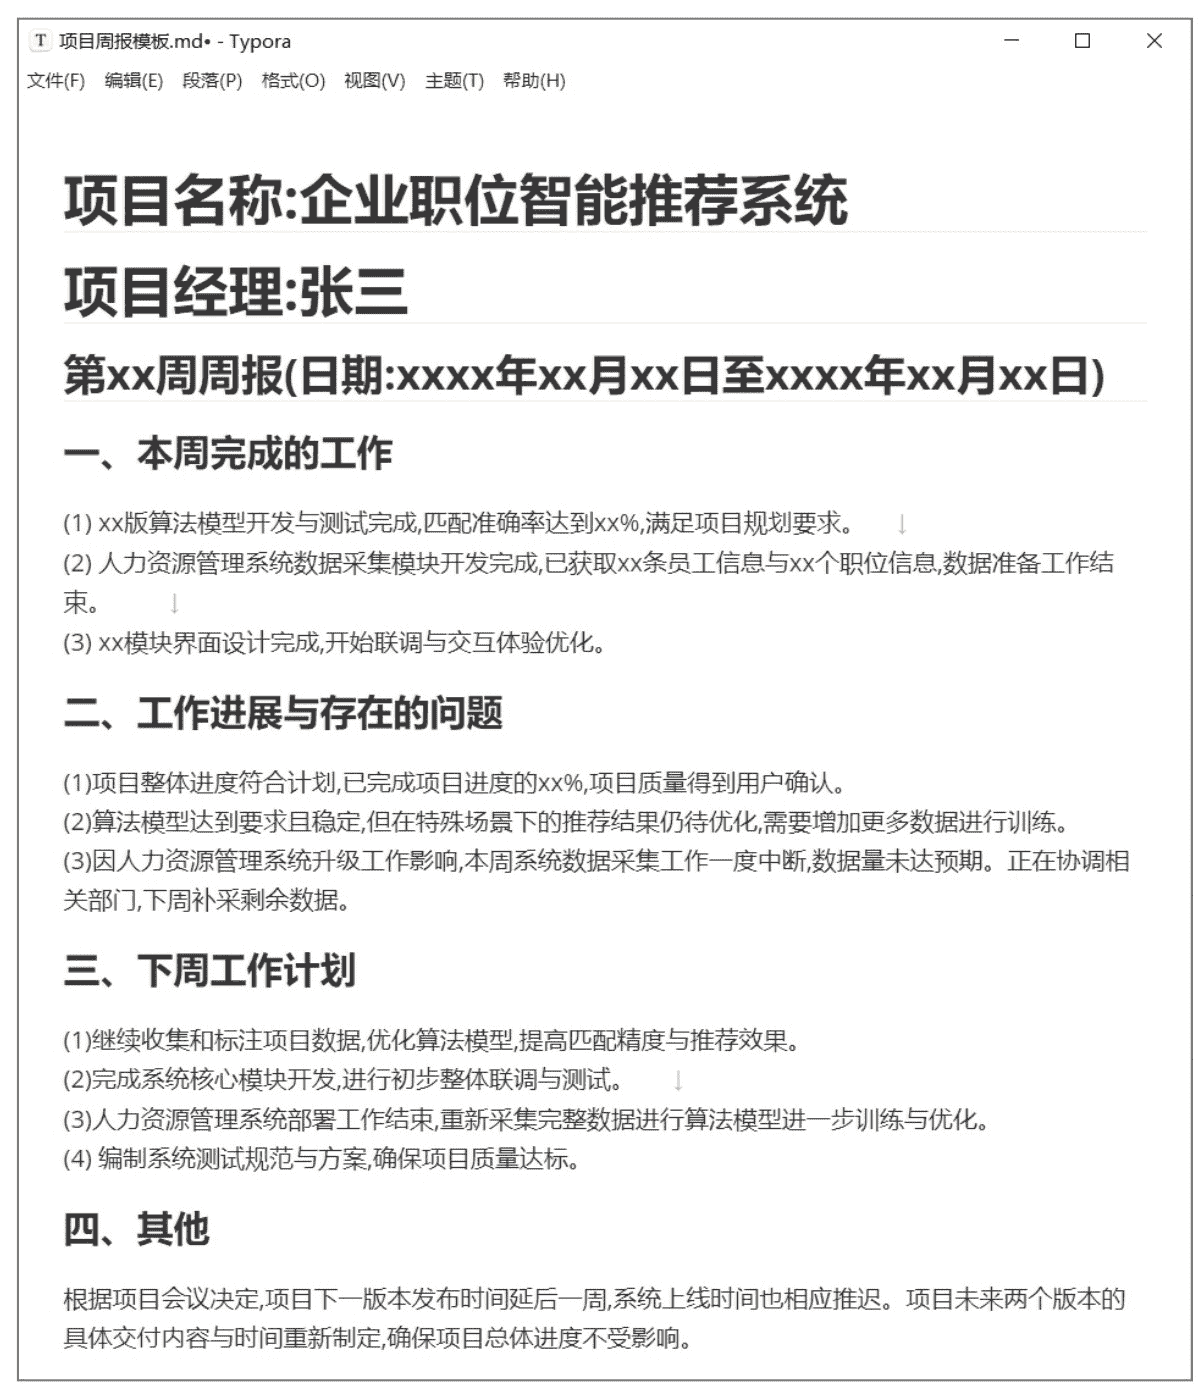 项目周报模板.md• - Typora
文件(F) 编辑(E) 段落(P) 格式(O) 视图(V) 主题(T) 帮助(H)
项目名称:企业职位智能推荐系统
项目经理:张三
第xx周周报(日期:xxxx年xx月xx日至xxxx年xx月xx日)
一、本周完成的工作
(1) xx版算法模型开发与测试完成,匹配准确率达到xx%,满足项目规划要求。 ↓
(2) 人力资源管理系统数据采集模块开发完成,已获取xx条员工信息与xx个职位信息,数据准备工作结
束。 ↓
(3) xx模块界面设计完成,开始联调与交互体验优化。
二、工作进展与存在的问题
(1)项目整体进度符合计划,已完成项目进度的xx%,项目质量得到用户确认。
(2)算法模型达到要求且稳定,但在特殊场景下的推荐结果仍待优化,需要增加更多数据进行训练。
(3)因人力资源管理系统升级工作影响,本周系统数据采集工作一度中断,数据量未达预期。正在协调相
关部门,下周补采剩余数据。
三、下周工作计划
(1)继续收集和标注项目数据,优化算法模型,提高匹配精度与推荐效果。
(2)完成系统核心模块开发,进行初步整体联调与测试。 ↓
(3)人力资源管理系统部署工作结束,重新采集完整数据进行算法模型进一步训练与优化。
(4) 编制系统测试规范与方案,确保项目质量达标。
四、其他
根据项目会议决定,项目下一版本发布时间延后一周,系统上线时间也相应推迟。项目未来两个版本的
具体交付内容与时间重新制定,确保项目总体进度不受影响。